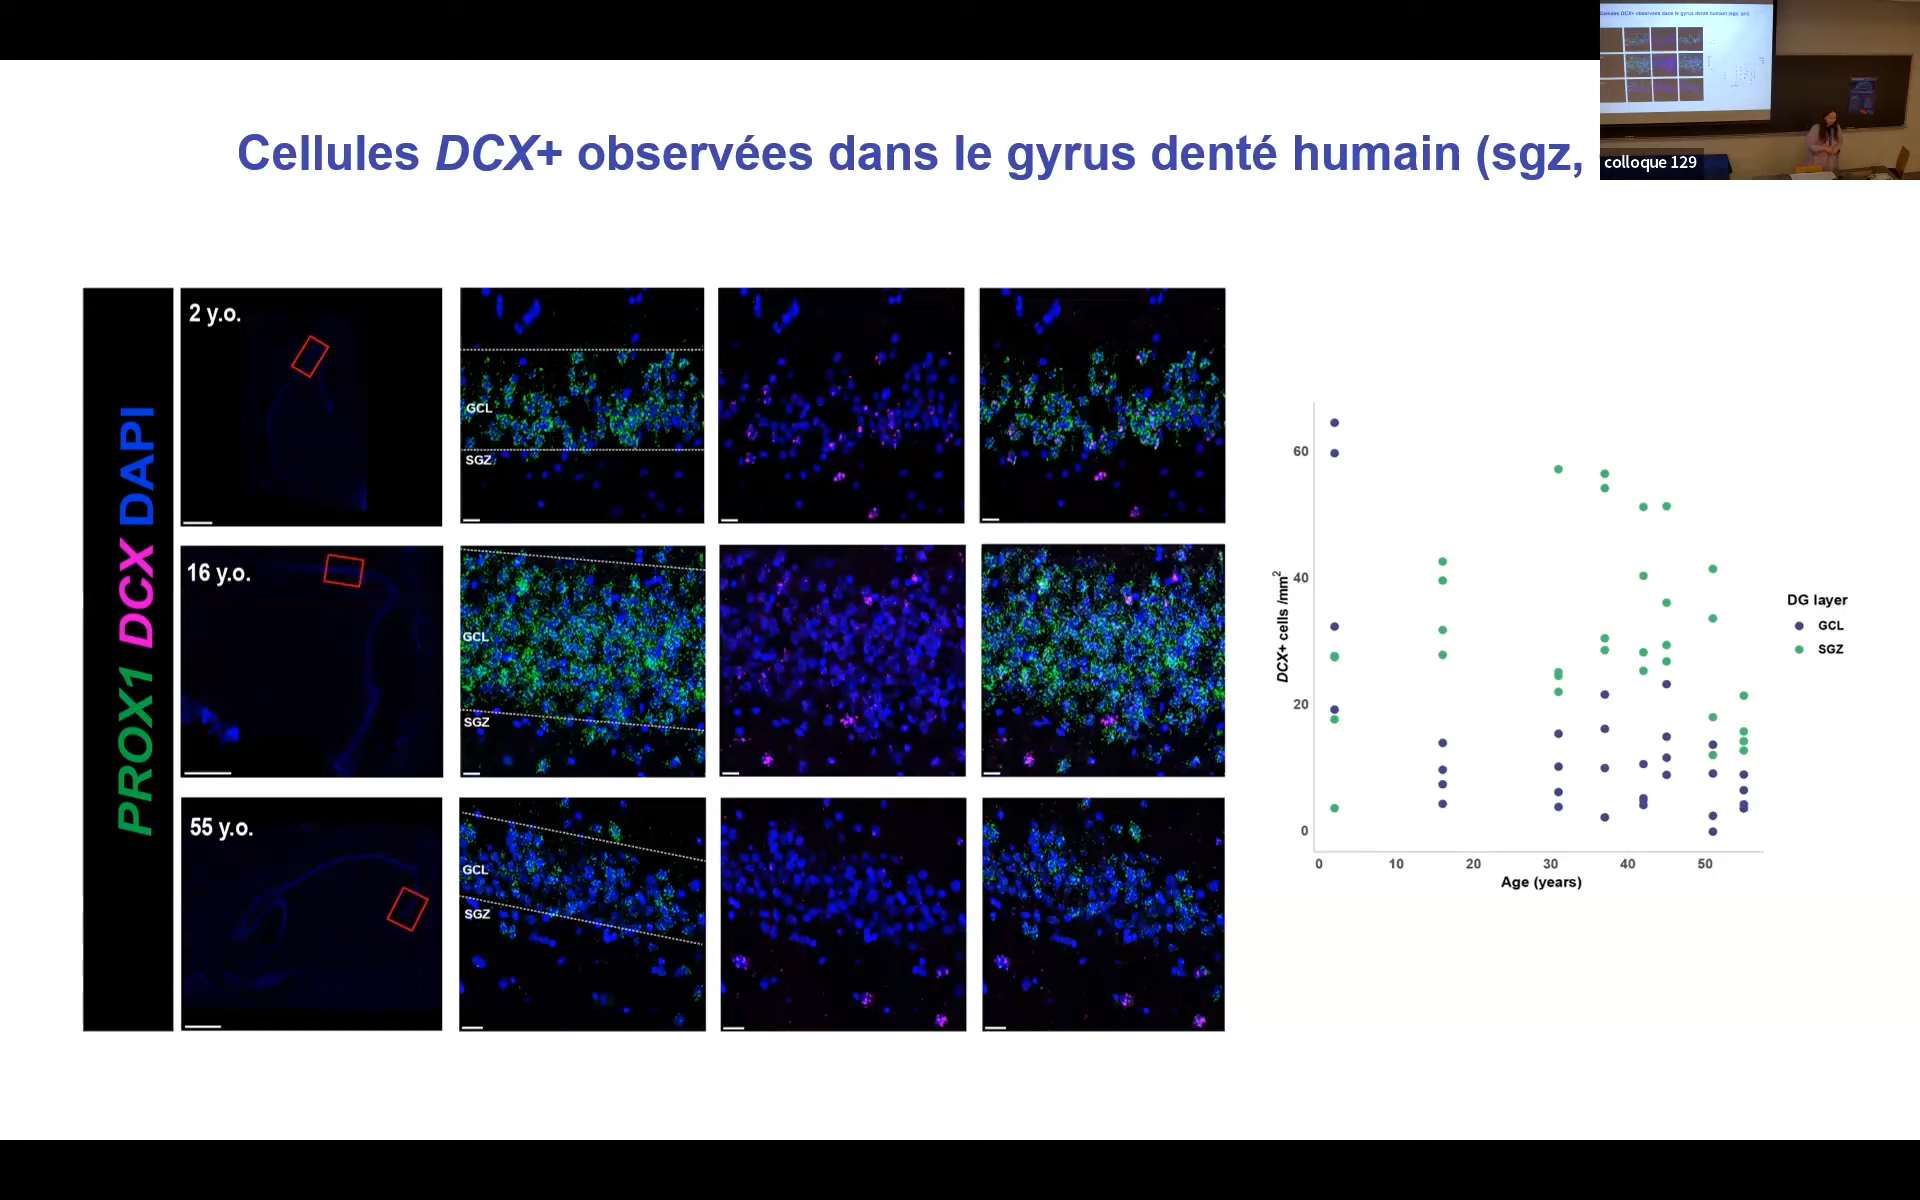 Cellules DCX+ observées dans le gyrus denté humain (sgz,
colloque 129
PROX1 DCX DAPI
2 y.o.
GCL
SGZ
16 y.o.
GCL
SGZ
55 y.o.
GCL
SGZ
DCX+ cells /mm²
60
40
20
0
0 10 20 30 40 50
Age (years)
DG layer
GCL
SGZ